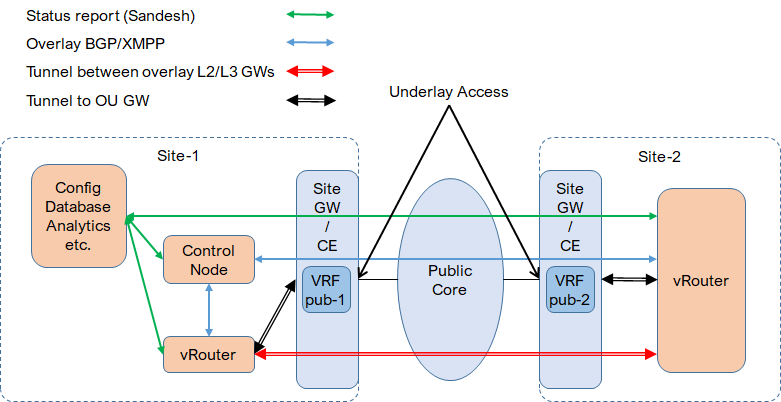 Status report (Sandesh)
Overlay BGP/XMPP
Tunnel between overlay L2/L3 GWs
Tunnel to OU GW
Underlay Access
Site-1
Site-2
Config
Database
Analytics
etc.
Site
GW
/
CE
Site
GW
/
CE
Control
Node
VRF
pub-1
Public
Core
VRF
pub-2
vRouter
vRouter